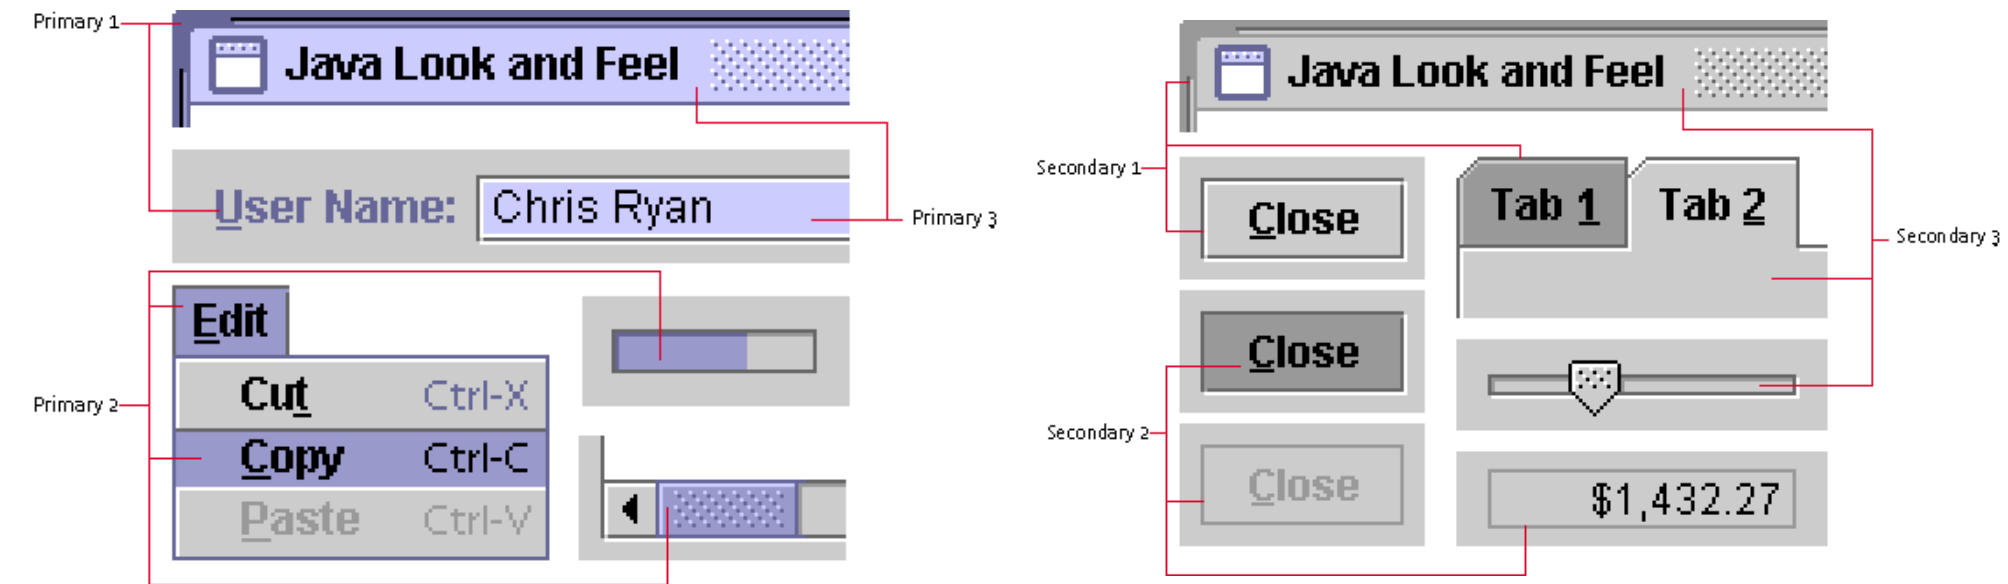 Primary 1
Java Look and Feel
User Name: Chris Ryan
Primary 3
Edit
Cut Ctrl-X
Primary 2
Copy Ctrl-C
Paste Ctrl-V
Java Look and Feel
Secondary 1
Close
Tab 1 Tab 2
Secondary 3
Close
Secondary 2
Close
$1,432.27